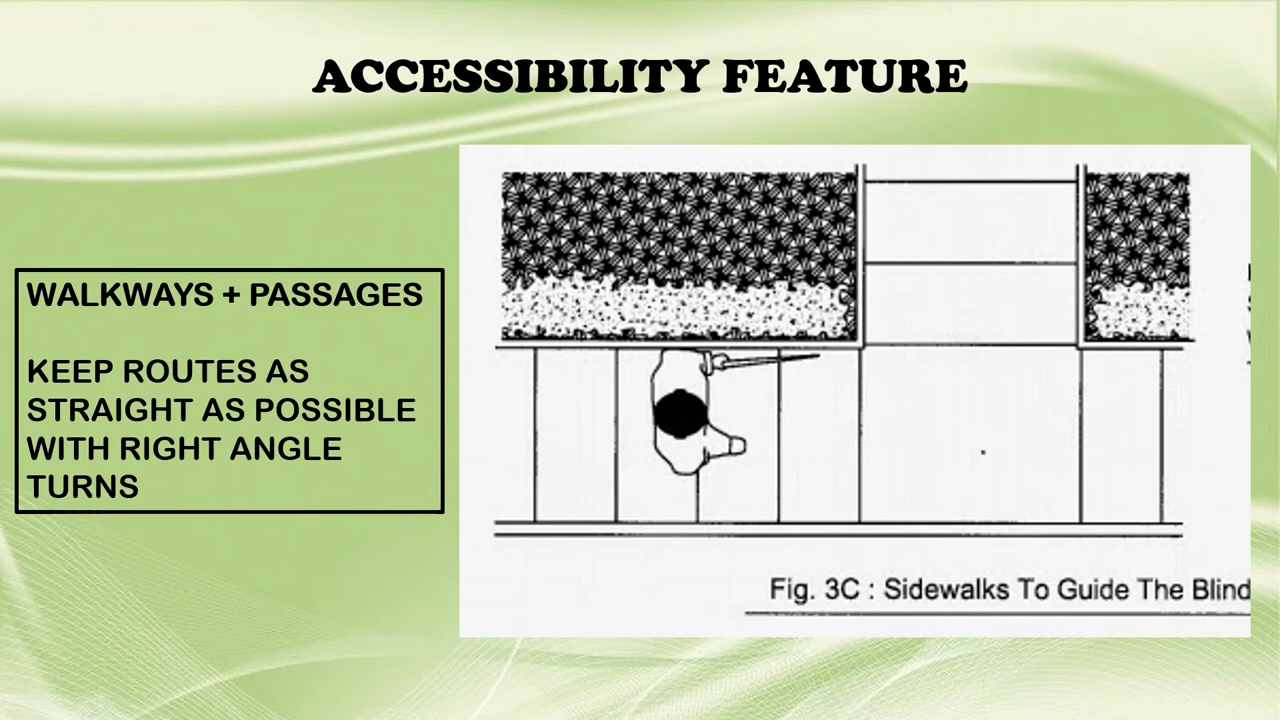 ACCESSIBILITY FEATURE
WALKWAYS + PASSAGES
KEEP ROUTES AS
STRAIGHT AS POSSIBLE
WITH RIGHT ANGLE
TURNS
Fig. 3C : Sidewalks To Guide The Blind